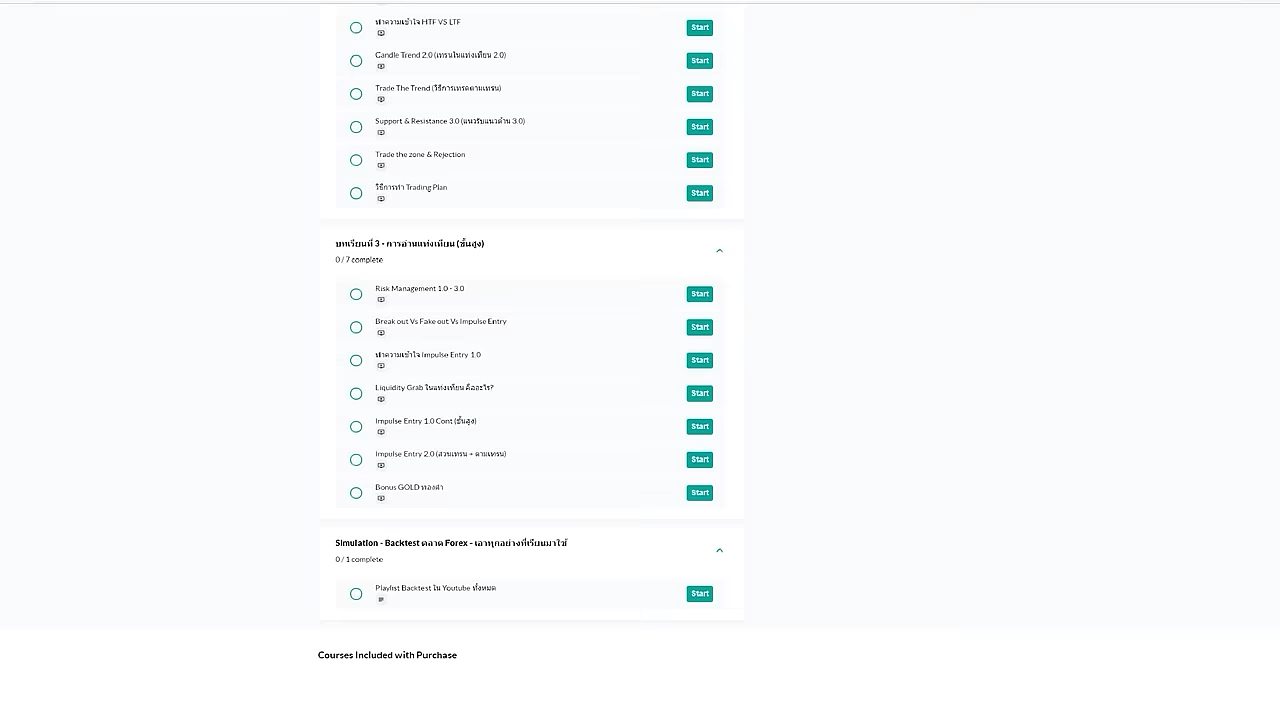 ทำความเข้าใจ HTF VS LTF
Start
Candle Trend 2.0 (เทรนในแท่งเทียน 2.0)
Start
Trade The Trend (วิธีการเทรดตามเทรน)
Start
Support & Resistance 3.0 (แนวรับแนวต้าน 3.0)
Start
Trade the zone & Rejection
Start
วิธีการทำ Trading Plan
Start
บทเรียนที่ 3 - การอ่านแท่งเทียน (ขั้นสูง)
0 / 7 complete
Risk Management 1.0 - 3.0
Start
Break out Vs Fake out Vs Impulse Entry
Start
ทำความเข้าใจ Impulse Entry 1.0
Start
Liquidity Grab ในแท่งเทียน คืออะไร?
Start
Impulse Entry 1.0 Cont (ขั้นสูง)
Start
Impulse Entry 2.0 (สวนเทรน + ตามเทรน)
Start
Bonus GOLD ทองคำ
Start
Simulation - Backtest ตลาด Forex - เอาทุกอย่างที่เรียนมาใช้
0 / 1 complete
Playlist Backtest ใน Youtube ทั้งหมด
Start
Courses Included with Purchase